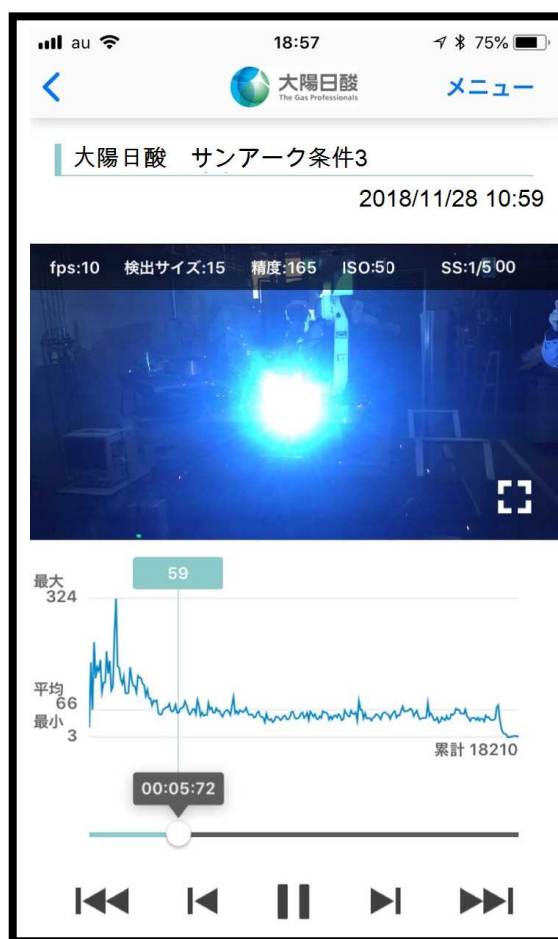 au 18:57 75%
大陽日酸
The Gas Professionals
メニュー
大陽日酸 サンアーク条件3
2018/11/28 10:59
fps:10 検出サイズ:15 精度:165 ISO:50 SS:1/500
59
最大
324
平均
66
最小
3
累計 18210
00:05:72